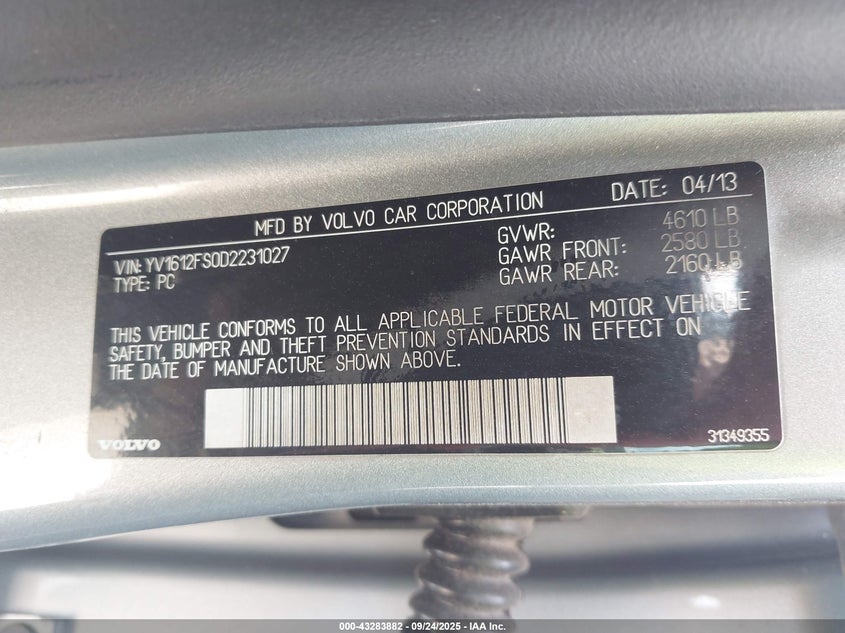 MFD BY VOLVO CAR CORPORATION DATE: 04/13
VIN: YV1612FS0D2231027
TYPE: PC
GVWR: 4610 LB
GAWR FRONT: 2580 LB
GAWR REAR: 2160 LB
THIS VEHICLE CONFORMS TO ALL APPLICABLE FEDERAL MOTOR VEHICLE
SAFETY, BUMPER AND THEFT PREVENTION STANDARDS IN EFFECT ON
THE DATE OF MANUFACTURE SHOWN ABOVE.
VOLVO
31349355
000-43283882 - 09/24/2025 - IAA Inc.